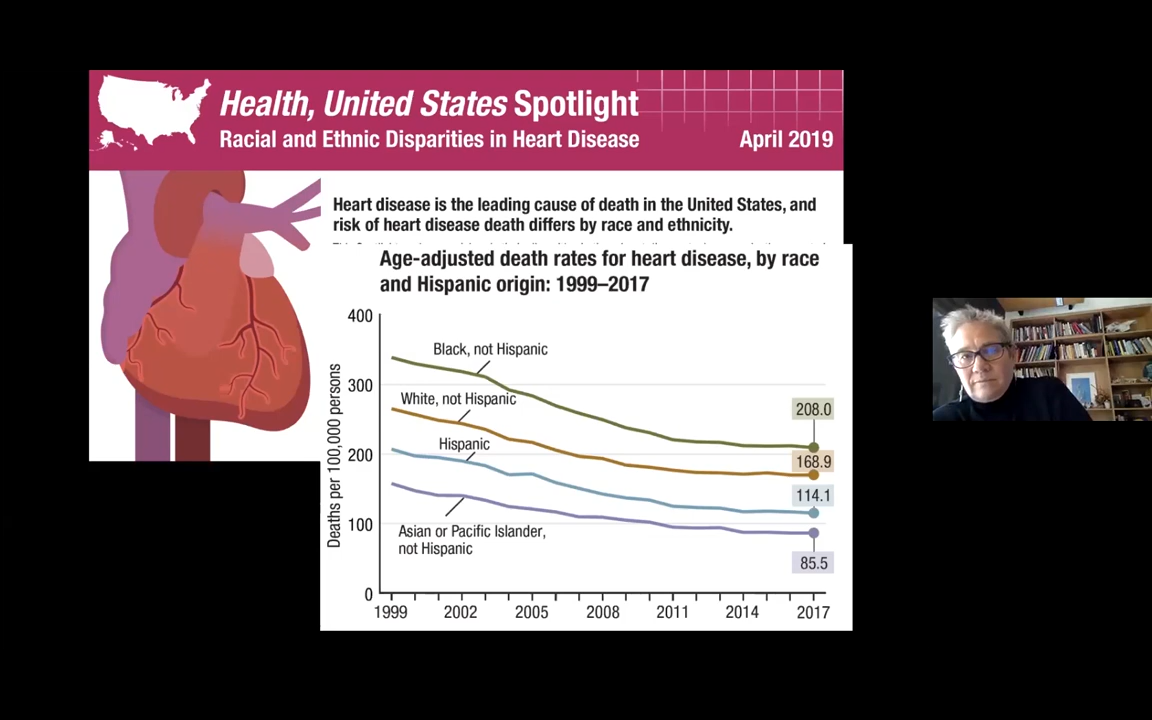 Health, United States Spotlight
Racial and Ethnic Disparities in Heart Disease
April 2019
Heart disease is the leading cause of death in the United States, and
risk of heart disease death differs by race and ethnicity.
Age-adjusted death rates for heart disease, by race
and Hispanic origin: 1999–2017
Deaths per 100,000 persons
400
300
200
100
0
Black, not Hispanic
White, not Hispanic
Hispanic
Asian or Pacific Islander,
not Hispanic
208.0
168.9
114.1
85.5
1999
2002
2005
2008
2011
2014
2017